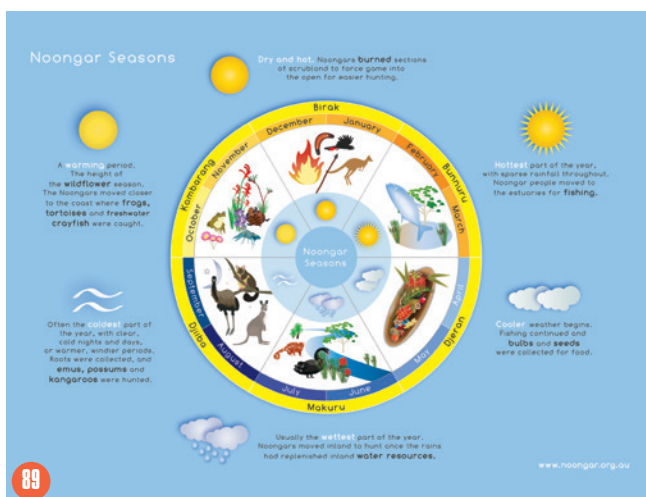 Noongar Seasons
Dry and hot. Noongars burned sections
of scrubland to force game into
the open for easier hunting.
A warming period.
The height of
the wildflower season.
The Noongars moved closer
to the coast where frogs,
tortoises and freshwater
crayfish were caught.
Hottest part of the year,
with sparse rainfall throughout.
Noongar people moved to
the estuaries for fishing.
Birak
December
January
Bunnuru
February
March
Djeran
April
May
Makuru
June
July
Djilba
August
September
Kambarang
October
November
Noongar
Seasons
Often the coldest part of
the year, with clear,
cold nights and days,
or warmer, windier periods.
Roots were collected, and
emus, possums and
kangaroos were hunted.
Cooler weather begins.
Fishing continued and
bulbs and seeds
were collected for food.
Usually the wettest part of the year.
Noongars moved inland to hunt once the rains
had replenished inland water resources.
www.noongar.org.au
89